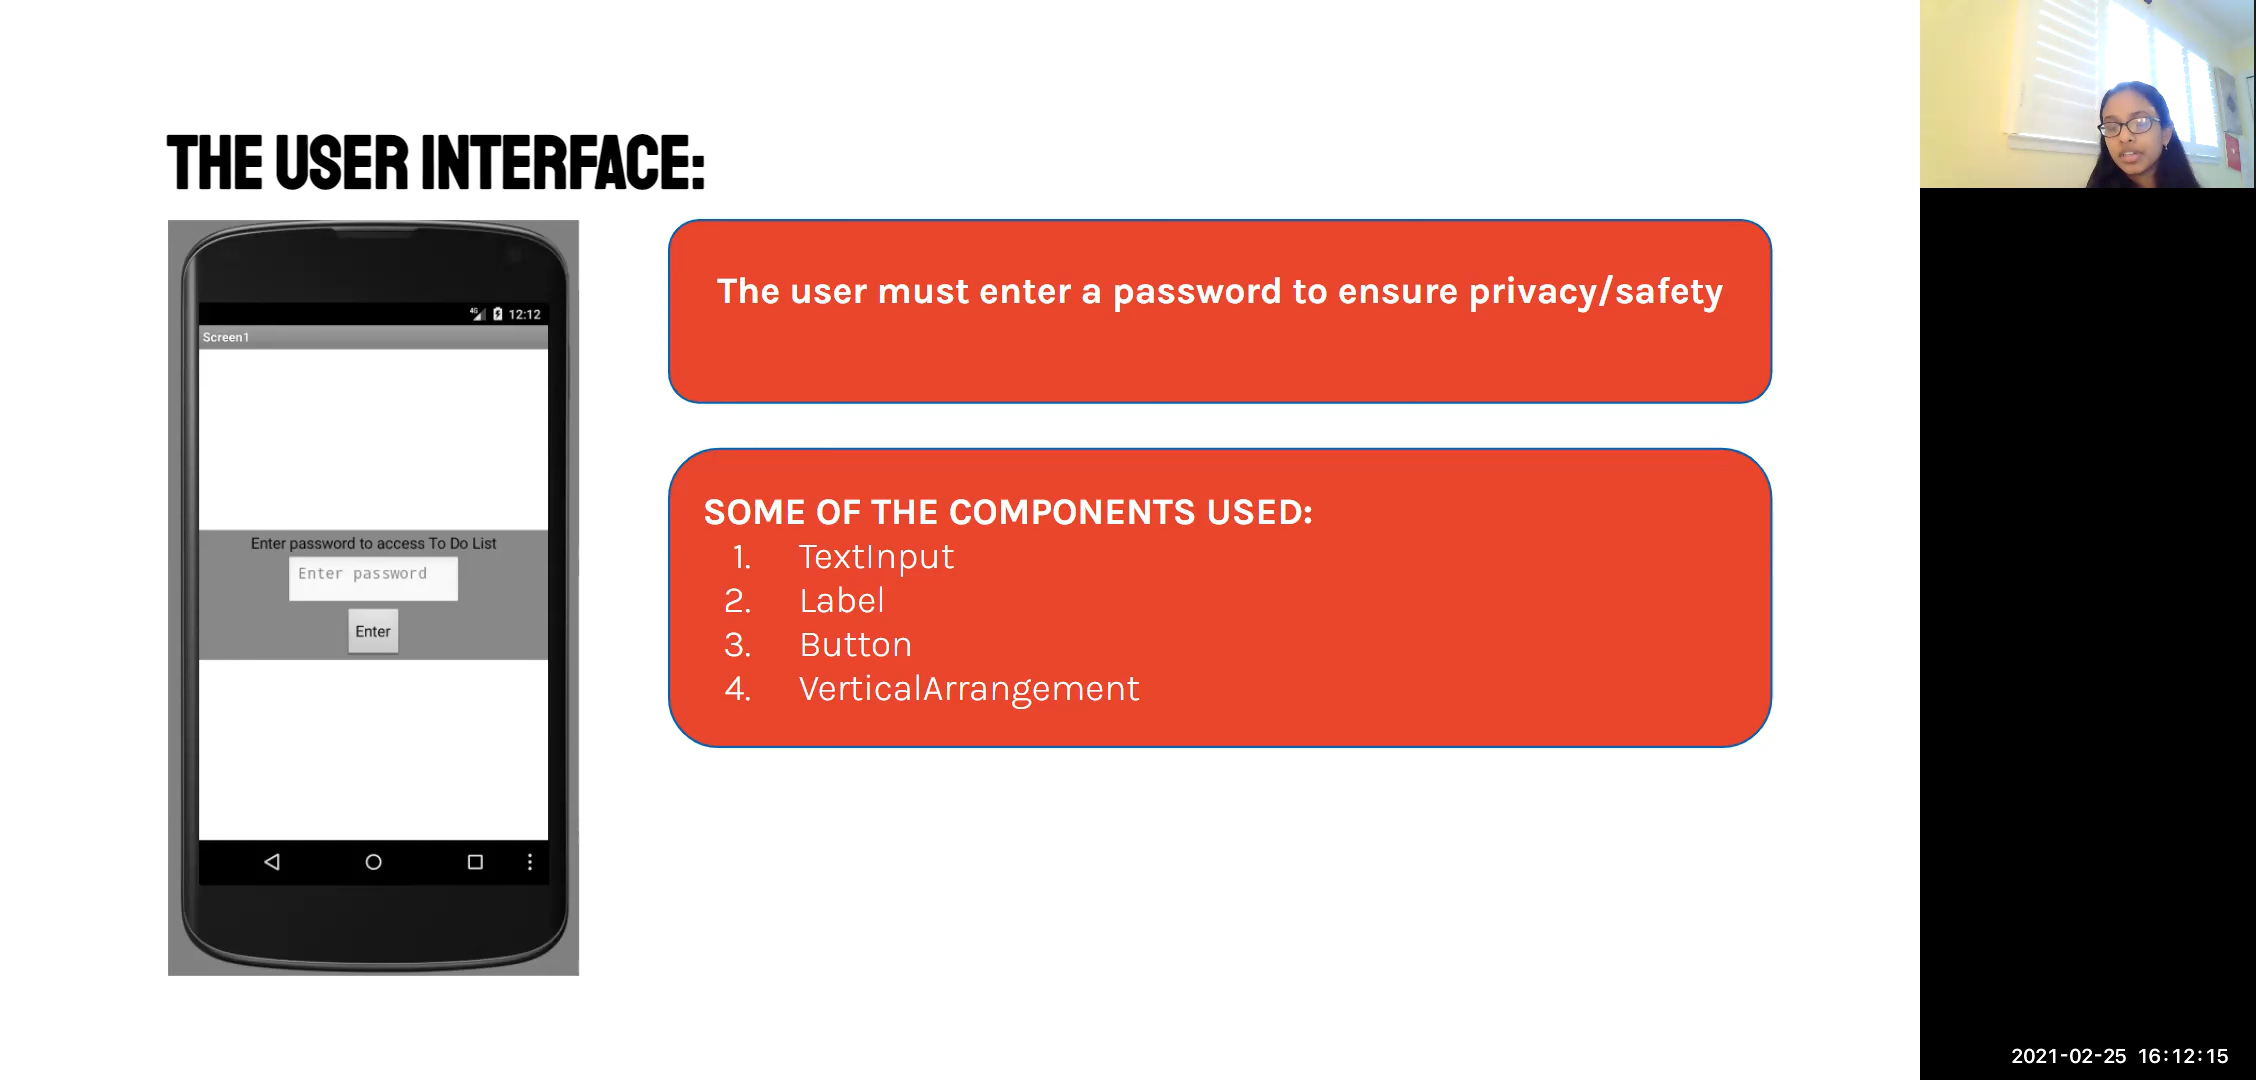 THE USER INTERFACE:
4G 12:12
Screen1
Enter password to access To Do List
Enter password
Enter
The user must enter a password to ensure privacy/safety
SOME OF THE COMPONENTS USED:
1. TextInput
2. Label
3. Button
4. VerticalArrangement
2021-02-25 16:12:15